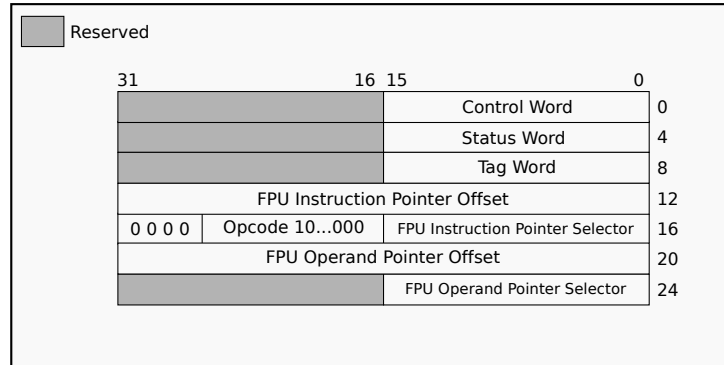 Reserved
31 16 15 0
Control Word 0
Status Word 4
Tag Word 8
FPU Instruction Pointer Offset 12
0 0 0 0 Opcode 10...000 FPU Instruction Pointer Selector 16
FPU Operand Pointer Offset 20
FPU Operand Pointer Selector 24